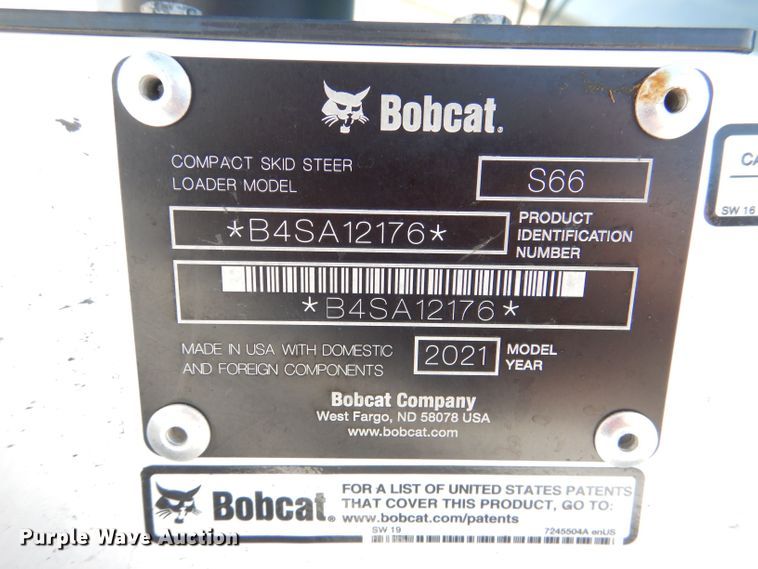 Bobcat.
COMPACT SKID STEER
LOADER MODEL
S66
*B4SA12176*
PRODUCT
IDENTIFICATION
NUMBER
*B4SA12176*
MADE IN USA WITH DOMESTIC
AND FOREIGN COMPONENTS
2021
MODEL
YEAR
Bobcat Company
West Fargo, ND 58078 USA
www.bobcat.com
CA
SW 16
Bobcat.
FOR A LIST OF UNITED STATES PATENTS
THAT COVER THIS PRODUCT, GO TO:
www.bobcat.com/patents
SW 19
7245504A enUS
Purple Wave Auction